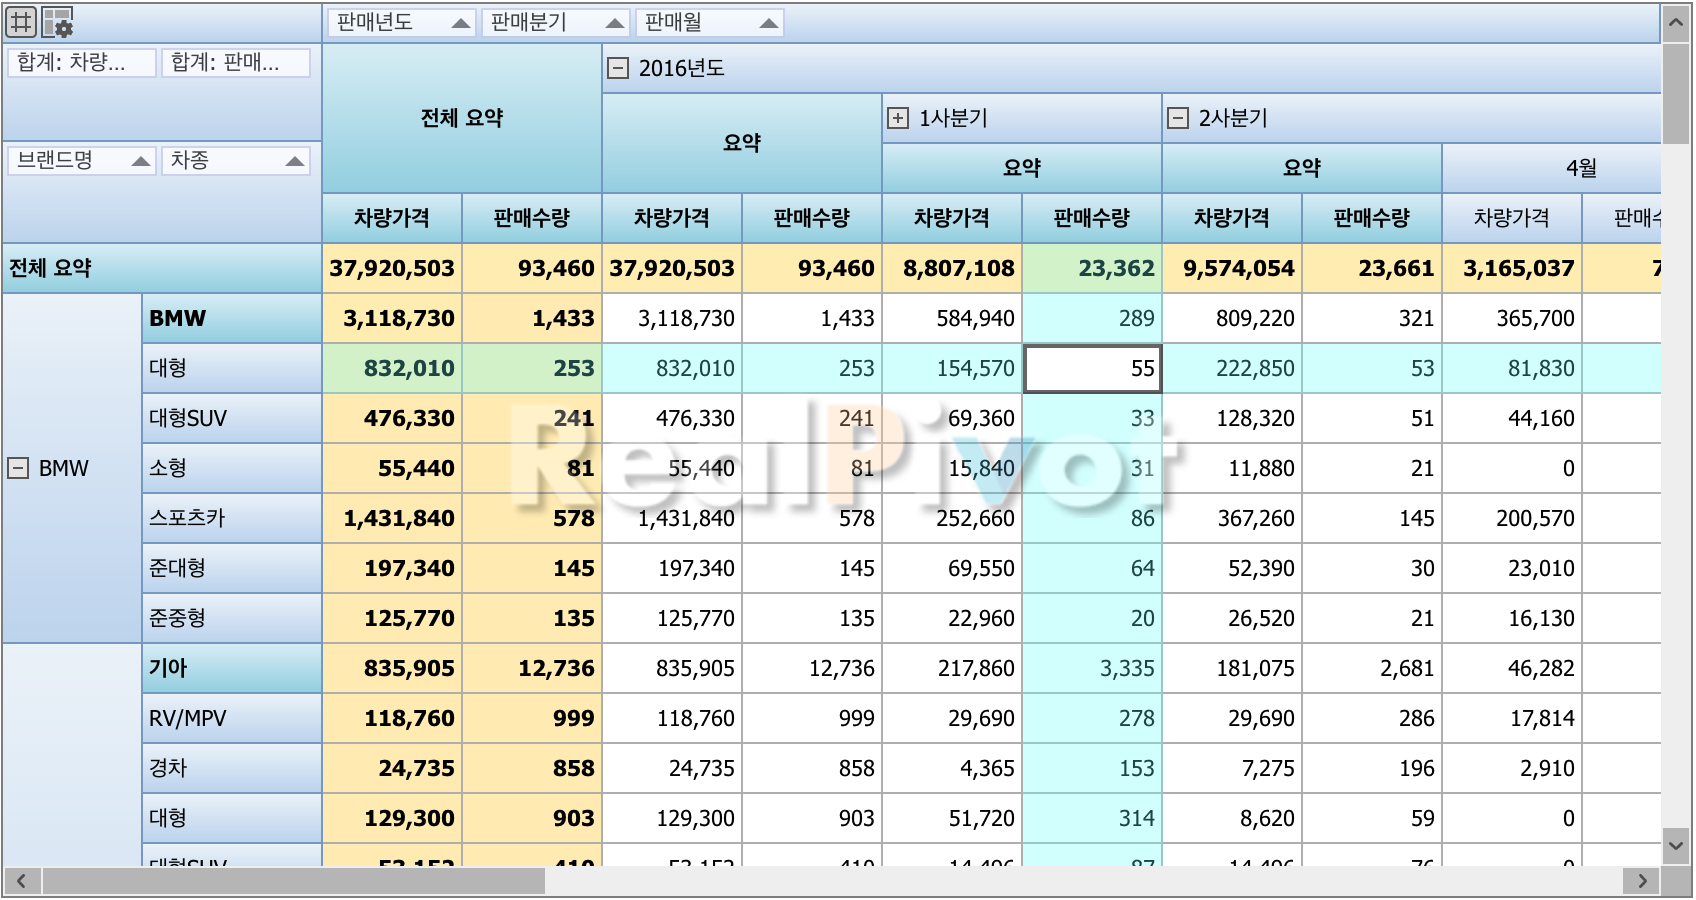 판매년도 판매분기 판매월
합계: 차량... 합계: 판매...
전체 요약
2016년도
요약
1사분기 2사분기
요약 요약 4월
브랜드명 차종
차량가격 판매수량 차량가격 판매수량 차량가격 판매수량 차량가격 판매수량 차량가격
전체 요약 37,920,503 93,460 37,920,503 93,460 8,807,108 23,362 9,574,054 23,661 3,165,037
BMW 3,118,730 1,433 3,118,730 1,433 584,940 289 809,220 321 365,700
대형 832,010 253 832,010 253 154,570 55 222,850 53 81,830
대형SUV 476,330 241 476,330 241 69,360 33 128,320 51 44,160
BMW 소형 55,440 81 55,440 81 15,840 31 11,880 21 0
RealPivot
스포츠카 1,431,840 578 1,431,840 578 252,660 86 367,260 145 200,570
준대형 197,340 145 197,340 145 69,550 64 52,390 30 23,010
준중형 125,770 135 125,770 135 22,960 20 26,520 21 16,130
기아 835,905 12,736 835,905 12,736 217,860 3,335 181,075 2,681 46,282
RV/MPV 118,760 999 118,760 999 29,690 278 29,690 286 17,814
경차 24,735 858 24,735 858 4,365 153 7,275 196 2,910
대형 129,300 903 129,300 903 51,720 314 8,620 59 0
대형SUV